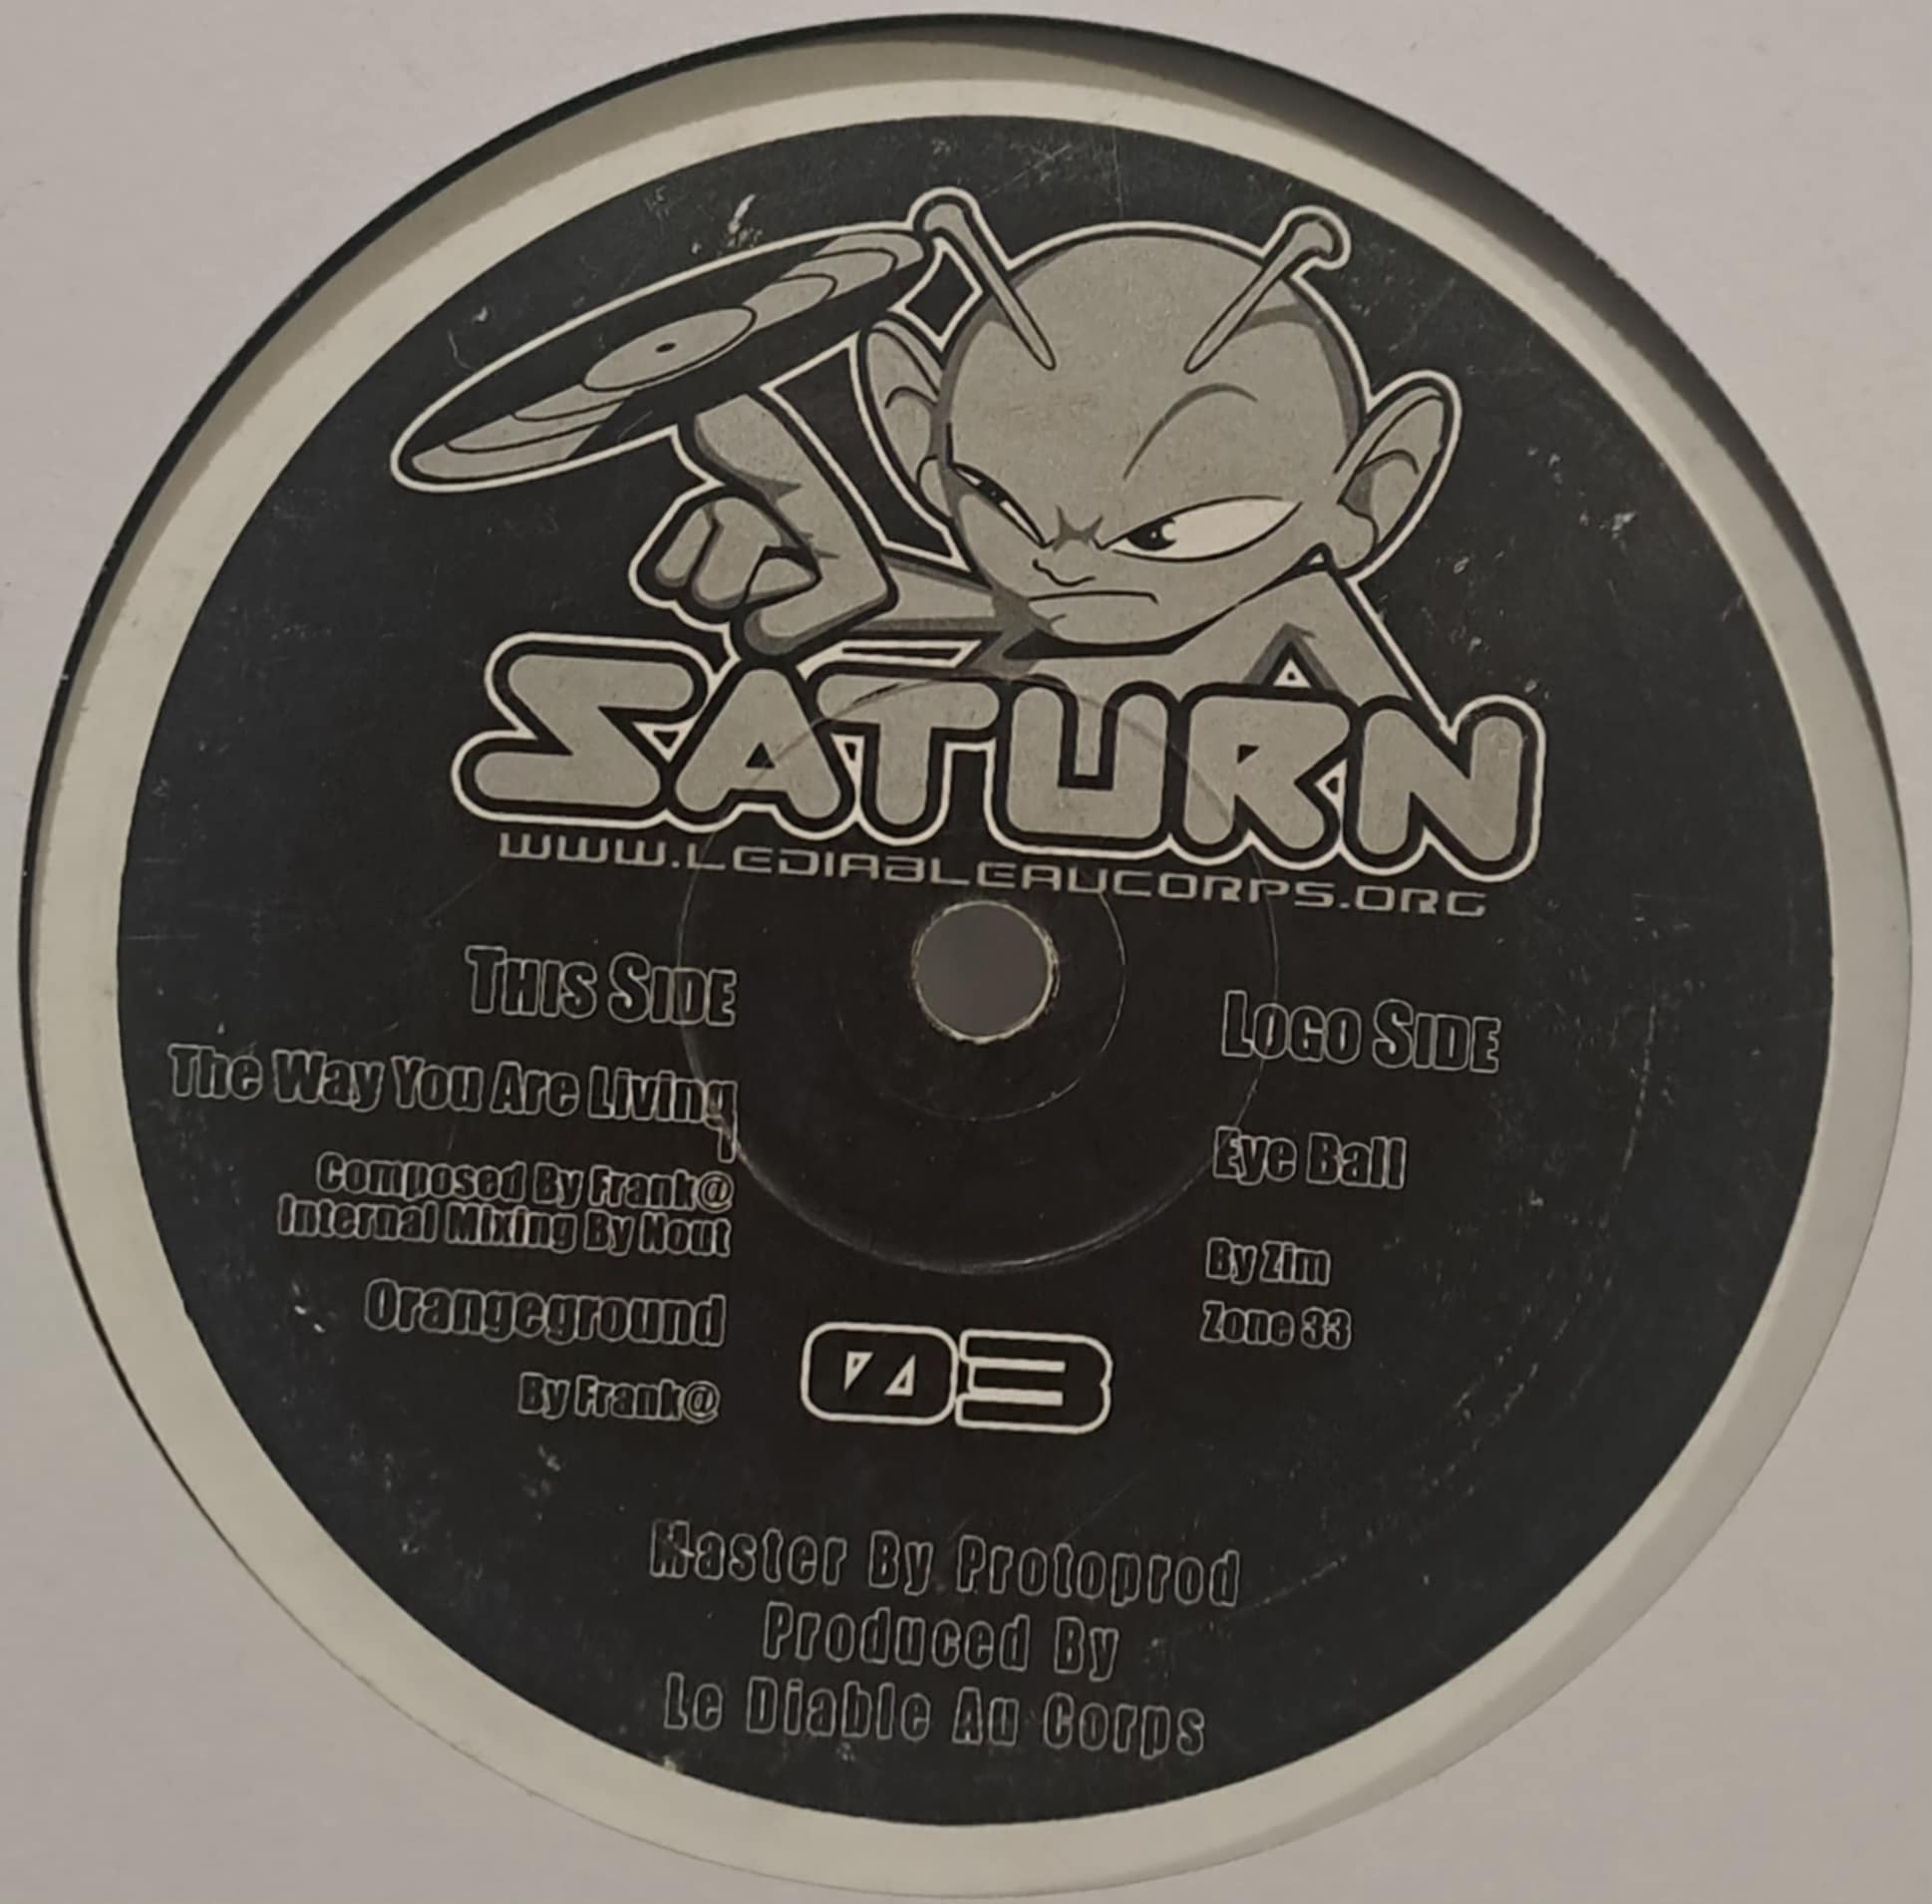 SATURN
WWW.LEDIABLEAUCORPS.ORG
THIS SIDE
The Way You Are Living
Composed By Frank@
Internal Mixing By Nout
Orangeground
By Frank@
LOGO SIDE
Eye Ball
By Zim
Zone 33
03
Master By Protoprod
Produced By
Le Diable Au Corps